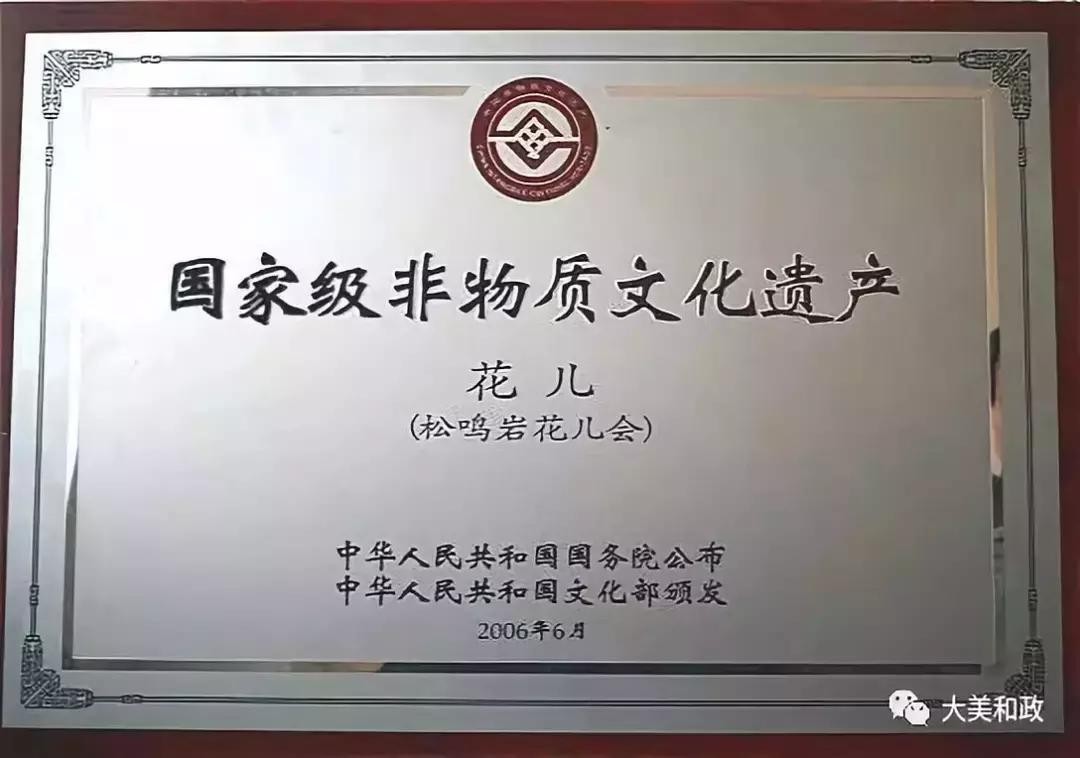 国家级非物质文化遗产
花儿
(松鸣岩花儿会)
中华人民共和国国务院公布
中华人民共和国文化部颁发
2006年6月
大美和政